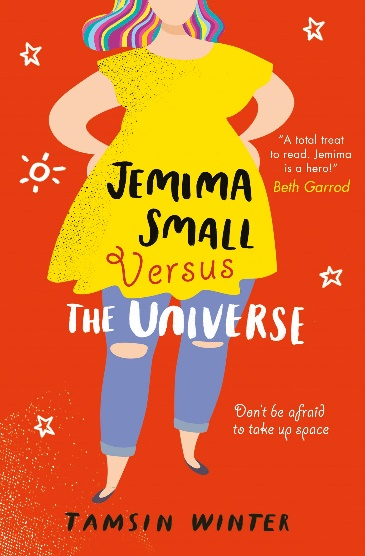 "A total treat
to read. Jemima
is a hero!"
Beth Garrod
JEMIMA
SMALL
Versus
THE UNIVERSE
Don't be afraid
to take up space
TAMSIN WINTER